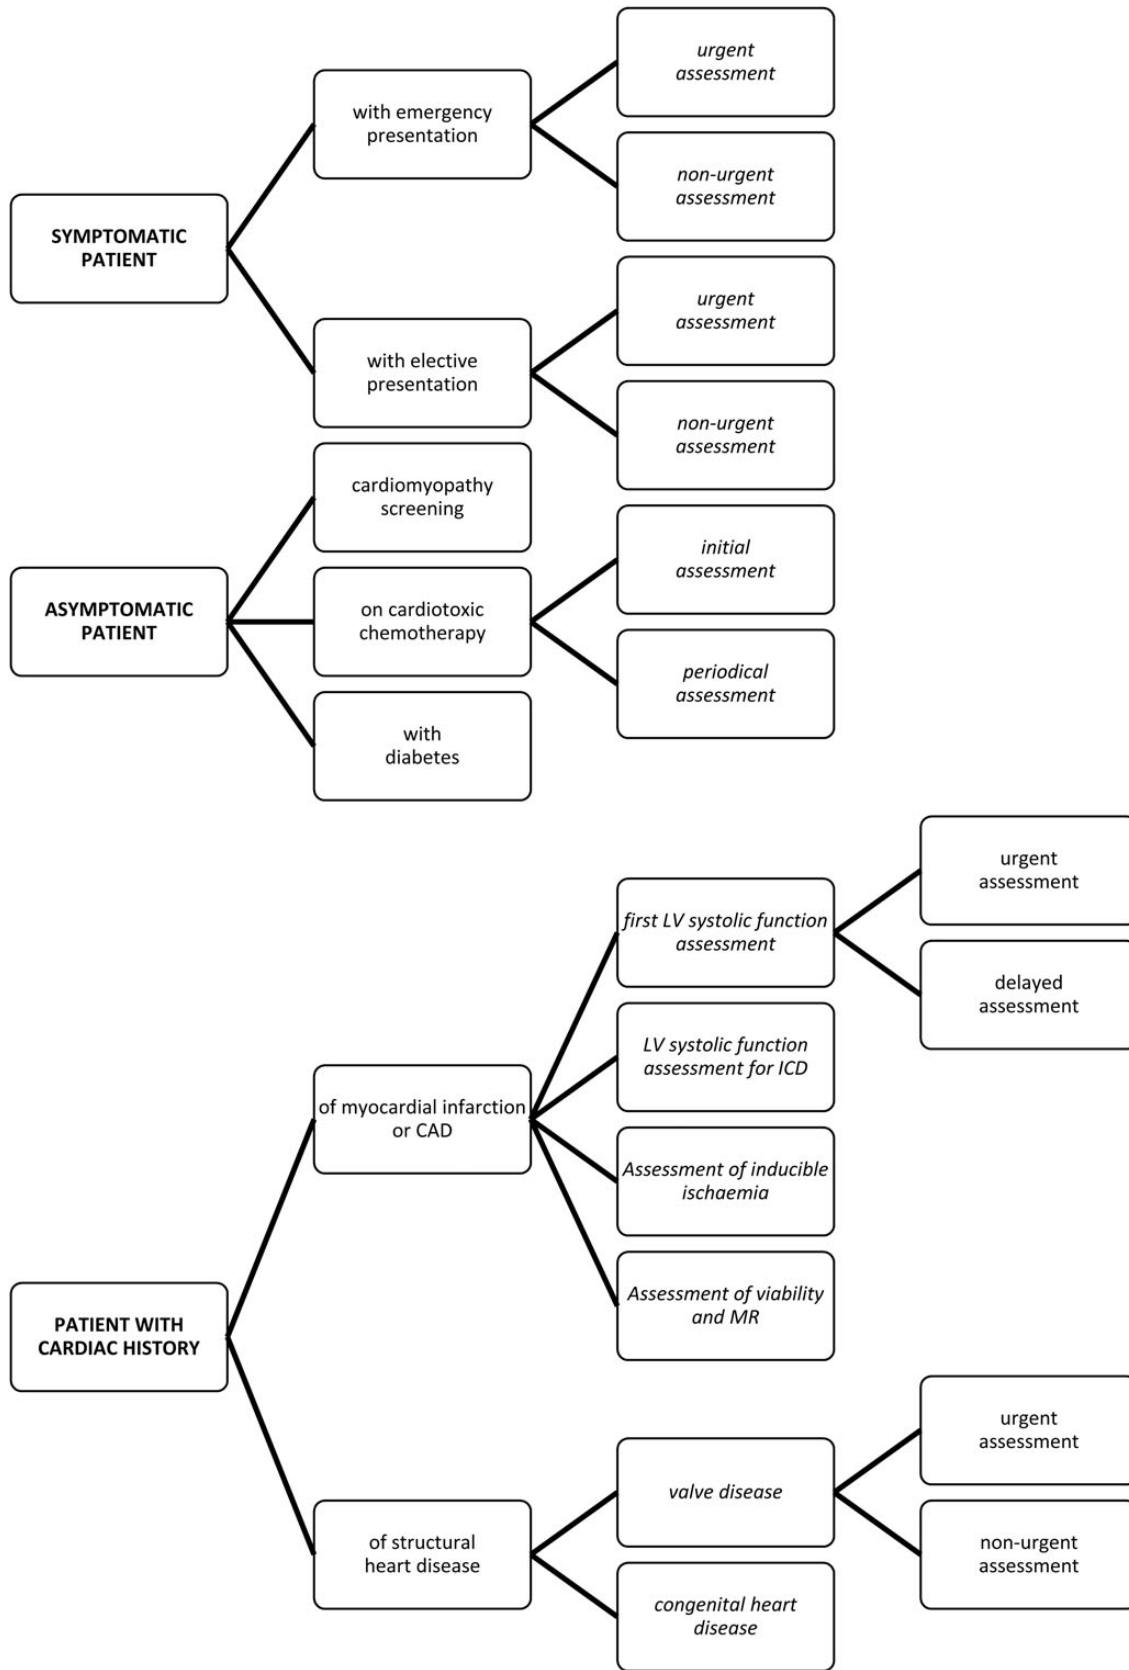 SYMPTOMATIC
PATIENT
with emergency
presentation
urgent
assessment
non-urgent
assessment
with elective
presentation
urgent
assessment
non-urgent
assessment
ASYMPTOMATIC
PATIENT
cardiomyopathy
screening
on cardiotoxic
chemotherapy
initial
assessment
periodical
assessment
with
diabetes
PATIENT WITH
CARDIAC HISTORY
of myocardial infarction
or CAD
first LV systolic function
assessment
urgent
assessment
delayed
assessment
LV systolic function
assessment for ICD
Assessment of inducible
ischaemia
Assessment of viability
and MR
of structural
heart disease
valve disease
urgent
assessment
non-urgent
assessment
congenital heart
disease